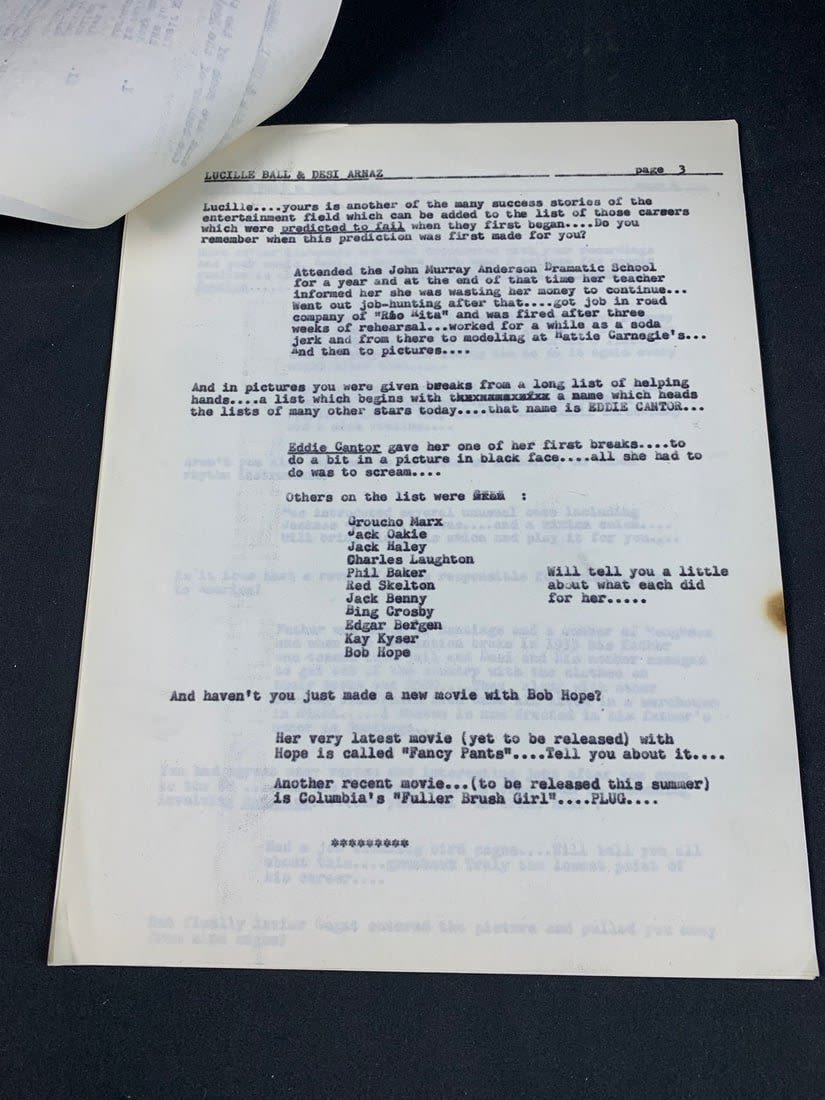 LUCILLE BALL & DESI ARNAZ page 3
Lucille....yours is another of the many success stories of the
entertainment field which can be added to the list of those careers
which were predicted to fail when they first began....Do you
remember when this prediction was first made for you?
Attended the John Murray Anderson Dramatic School
for a year and at the end of that time her teacher
informed her she was wasting her money to continue...
Went out job-hunting after that....got job in road
company of "Rio Rita" and was fired after three
weeks of rehearsal...worked for a while as a soda
jerk and from there to modeling at Hattie Carnegie's...
And then to pictures....
And in pictures you were given breaks from a long list of helping
hands....a list which begins with a name which heads
the lists of many other stars today....that name is EDDIE CANTOR...
Eddie Cantor gave her one of her first breaks....to
do a bit in a picture in black face....all she had to
do was to scream....
Others on the list were :
Groucho Marx
Jack Oakie
Jack Haley
Charles Laughton
Phil Baker Will tell you a little
Red Skelton about what each did
Jack Benny for her.....
Bing Crosby
Edgar Bergen
Kay Kyser
Bob Hope
And haven't you just made a new movie with Bob Hope?
Her very latest movie (yet to be released) with
Hope is called "Fancy Pants"....Tell you about it....
Another recent movie...(to be released this summer)
is Columbia's "Fuller Brush Girl"....PLUG....
*********